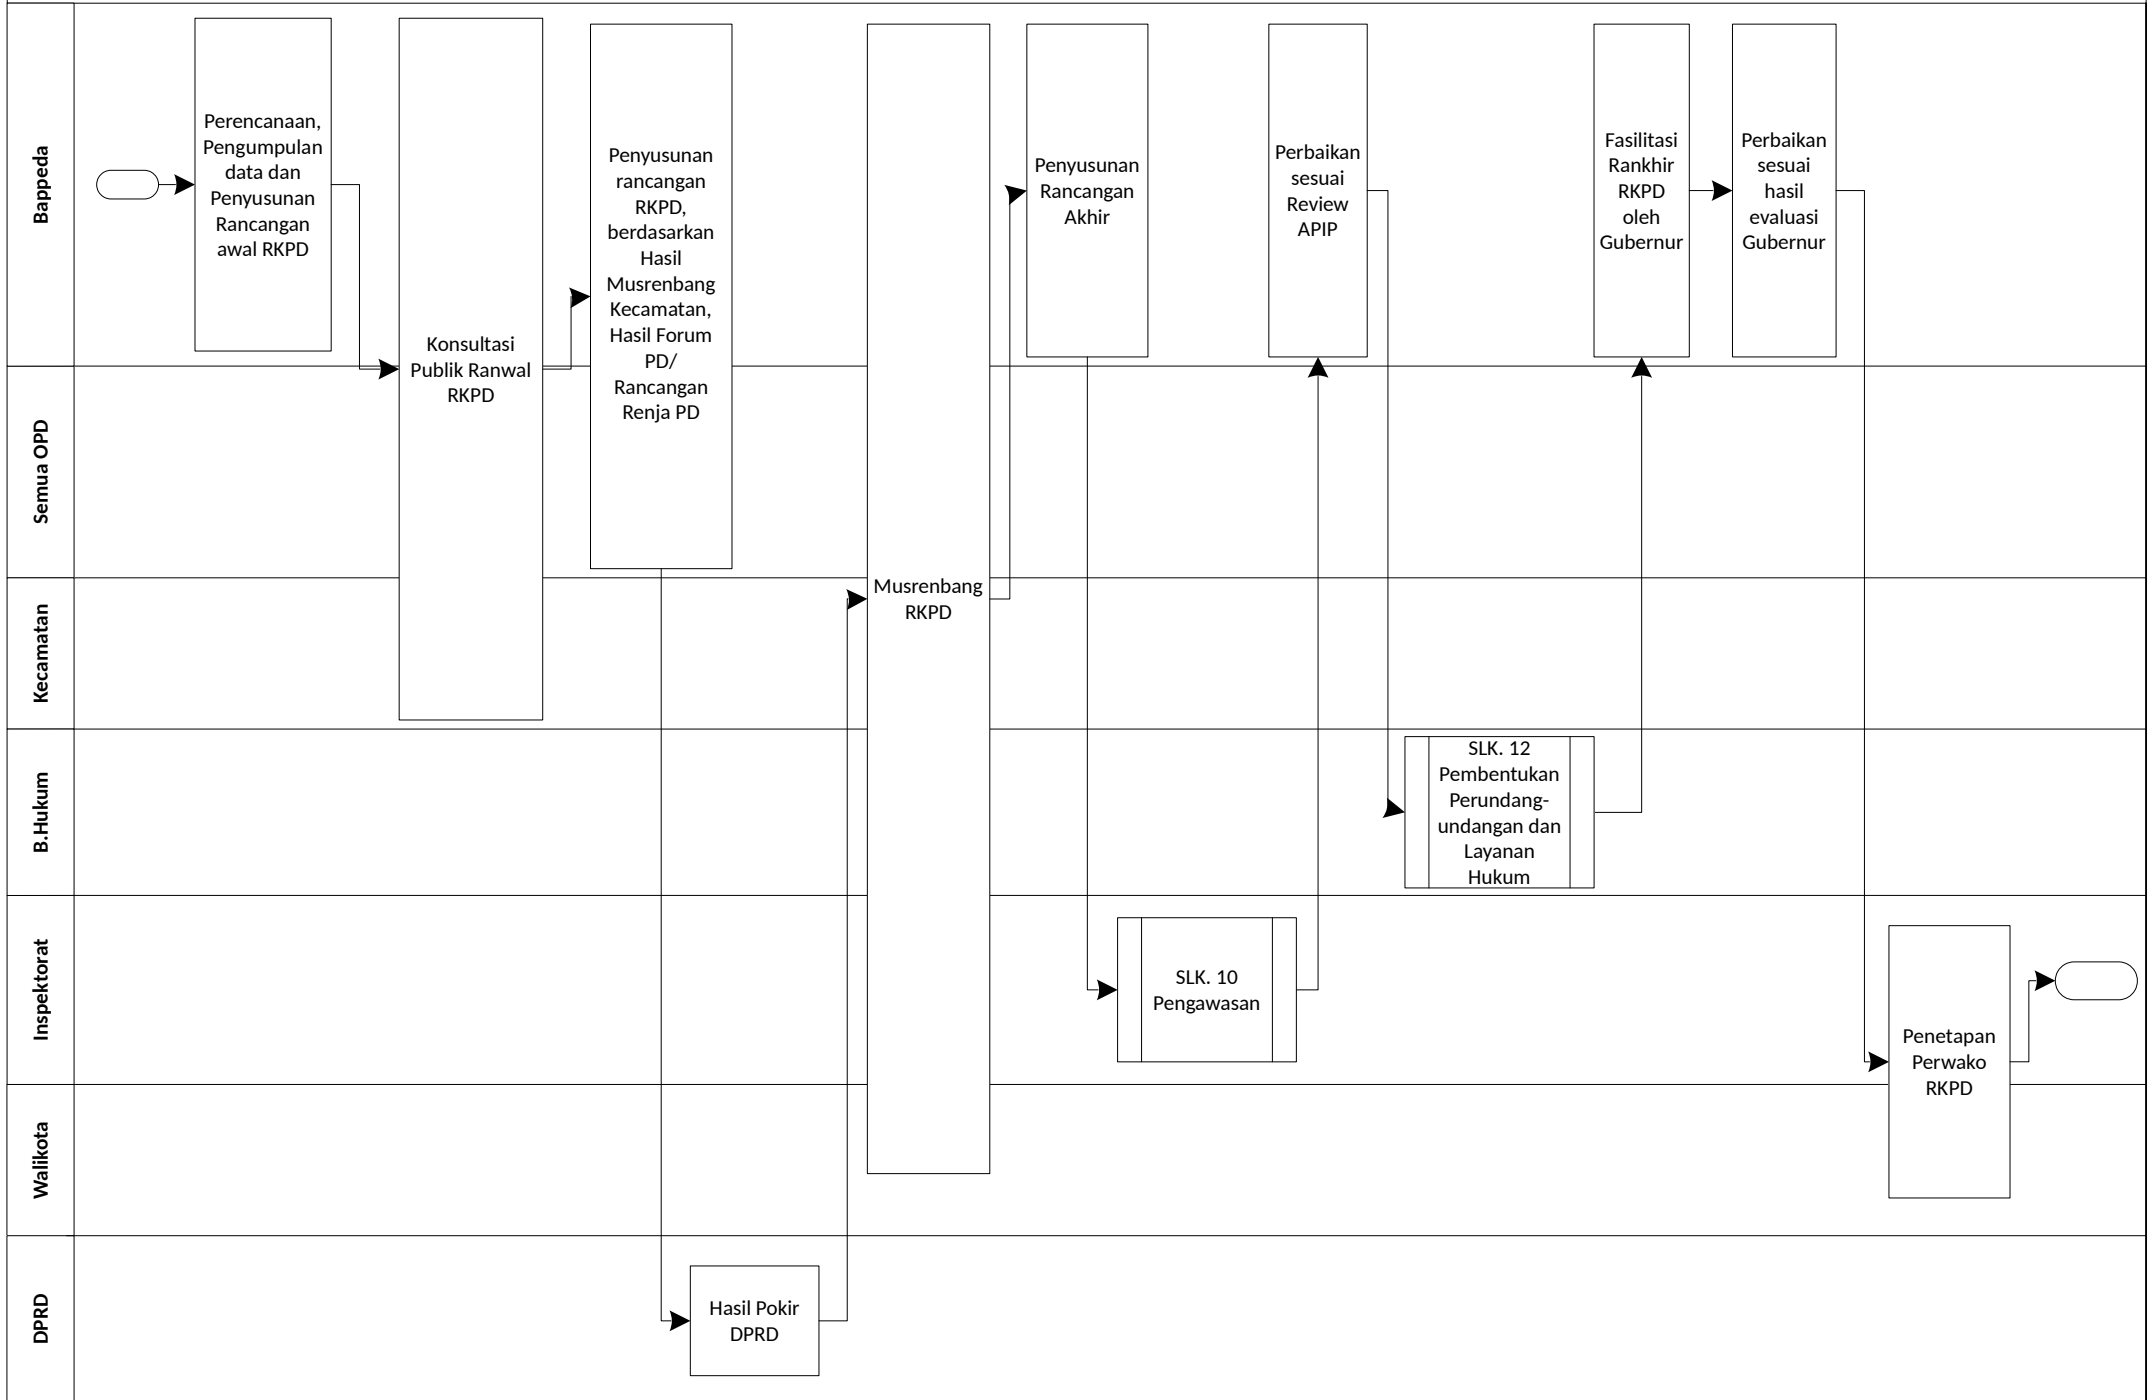 Bappeda
Perencanaan,
Pengumpulan
data dan
Penyusunan
Rancangan
awal RKPD
Konsultasi
Publik Ranwal
RKPD
Penyusunan
rancangan
RKPD,
berdasarkan
Hasil
Musrenbang
Kecamatan,
Hasil Forum
PD/
Rancangan
Renja PD
Musrenbang
RKPD
Penyusunan
Rancangan
Akhir
Perbaikan
sesuai
Review
APIP
Fasilitasi
Rankhir
RKPD
oleh
Gubernur
Perbaikan
sesuai
hasil
evaluasi
Gubernur
Semua OPD
Kecamatan
B.Hukum
SLK. 12
Pembentukan
Perundang-
undangan dan
Layanan
Hukum
Inspektorat
SLK. 10
Pengawasan
Penetapan
Perwako
RKPD
Walikota
DPRD
Hasil Pokir
DPRD